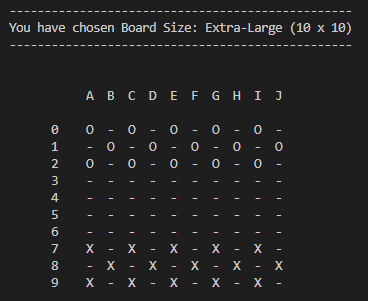 -------------------------------------------------
You have chosen Board Size: Extra-Large (10 x 10)
-------------------------------------------------
A B C D E F G H I J
0 O - O - O - O - O -
1 - O - O - O - O - O
2 O - O - O - O - O -
3 - - - - - - - - - -
4 - - - - - - - - - -
5 - - - - - - - - - -
6 - - - - - - - - - -
7 X - X - X - X - X -
8 - X - X - X - X - X
9 X - X - X - X - X -